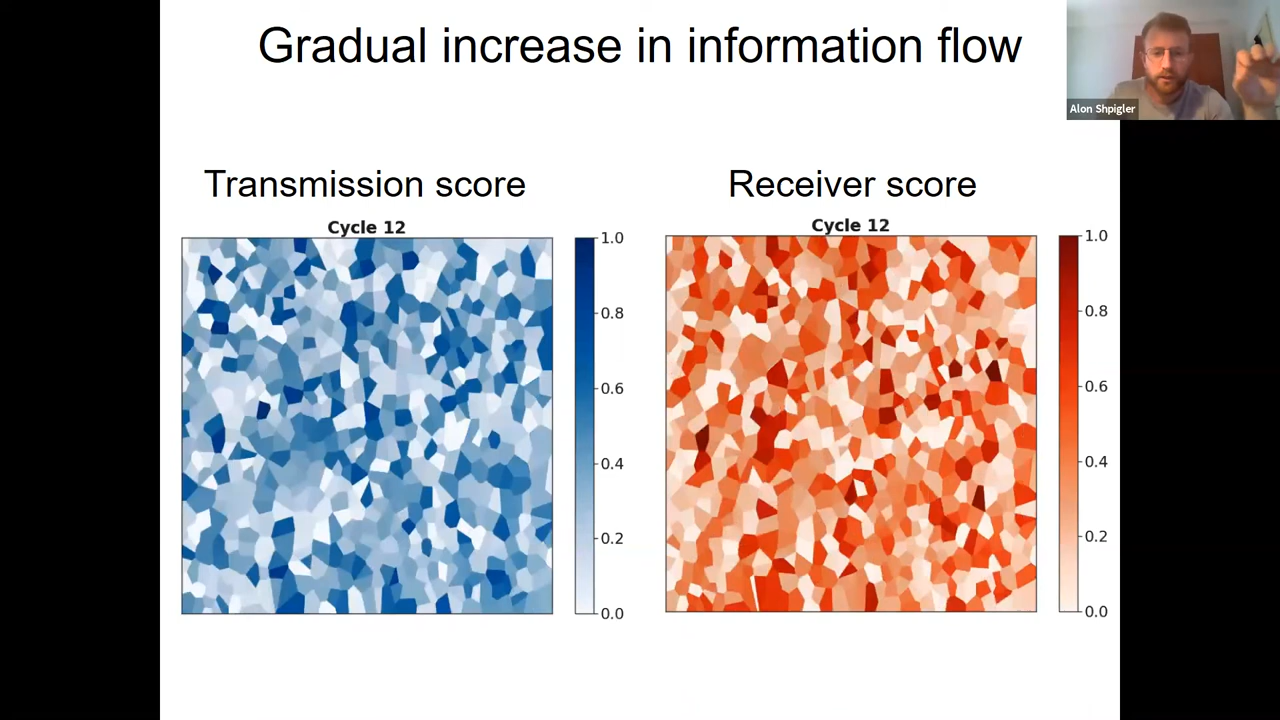 Gradual increase in information flow
Alon Shpigler
Transmission score
Receiver score
Cycle 12
Cycle 12
1.0
0.8
0.6
0.4
0.2
0.0
1.0
0.8
0.6
0.4
0.2
0.0